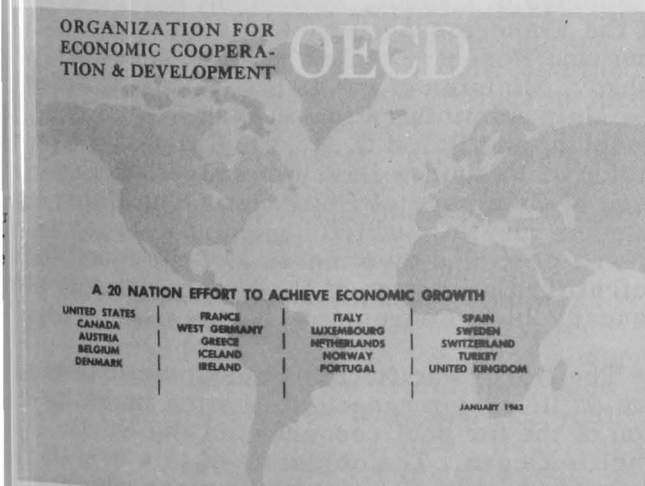 ORGANIZATION FOR
ECONOMIC COOPERA-
TION & DEVELOPMENT
OECD
A 20 NATION EFFORT TO ACHIEVE ECONOMIC GROWTH
UNITED STATES
CANADA
AUSTRIA
BELGIUM
DENMARK
FRANCE
WEST GERMANY
GREECE
ICELAND
IRELAND
ITALY
LUXEMBOURG
NETHERLANDS
NORWAY
PORTUGAL
SPAIN
SWEDEN
SWITZERLAND
TURKEY
UNITED KINGDOM
JANUARY